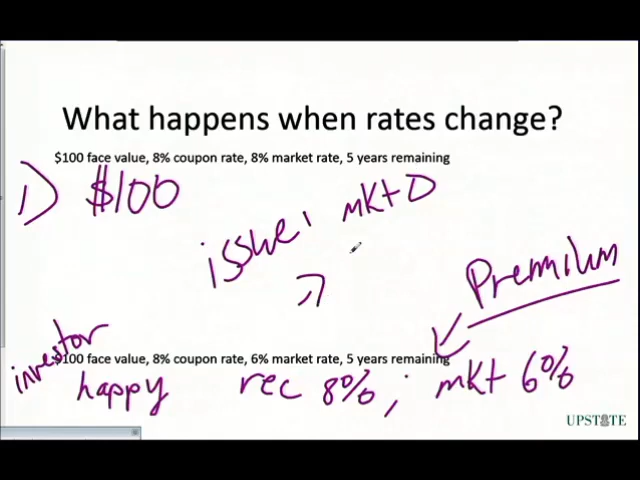 What happens when rates change?
$100 face value, 8% coupon rate, 8% market rate, 5 years remaining
1) $100
issue, mkt D
Premium
investor
$100 face value, 8% coupon rate, 6% market rate, 5 years remaining
happy rec 8%; mkt 6%
UPSTATE